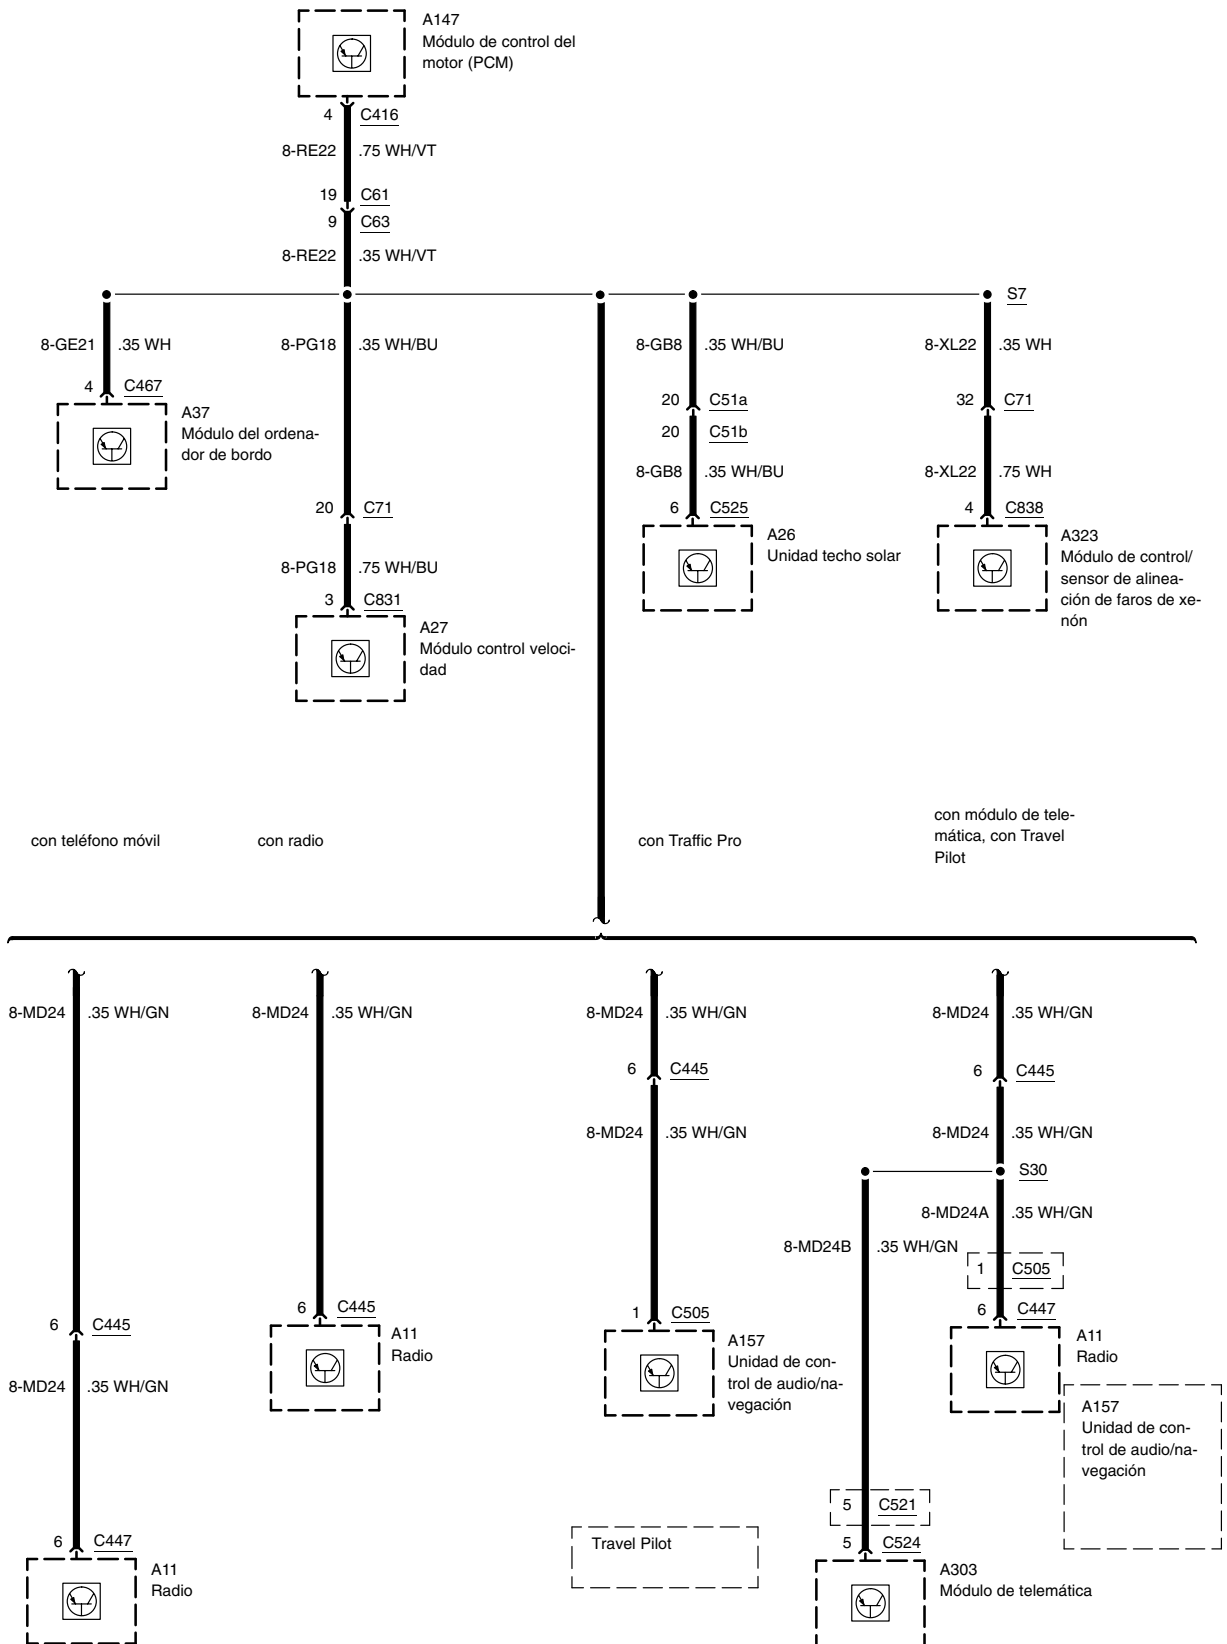 A147
Módulo de control del
motor (PCM)
4 C416
8-RE22 .75 WH/VT
19 C61
9 C63
8-RE22 .35 WH/VT
S7
8-GE21 .35 WH
8-PG18 .35 WH/BU
8-GB8 .35 WH/BU
8-XL22 .35 WH
4 C467
20 C51a
32 C71
A37
Módulo del ordena-
dor de bordo
20 C51b
8-GB8 .35 WH/BU
8-XL22 .75 WH
20 C71
6 C525
4 C838
A26
Unidad techo solar
A323
Módulo de control/
sensor de alinea-
ción de faros de xe-
nón
8-PG18 .75 WH/BU
3 C831
A27
Módulo control veloci-
dad
con teléfono móvil
con radio
con Traffic Pro
con módulo de tele-
mática, con Travel
Pilot
8-MD24 .35 WH/GN
8-MD24 .35 WH/GN
8-MD24 .35 WH/GN
8-MD24 .35 WH/GN
6 C445
6 C445
8-MD24 .35 WH/GN
8-MD24 .35 WH/GN
S30
8-MD24A .35 WH/GN
8-MD24B .35 WH/GN
1 C505
6 C445
6 C445
1 C505
6 C447
A11
Radio
A157
Unidad de con-
trol de audio/na-
vegación
A11
Radio
8-MD24 .35 WH/GN
A157
Unidad de con-
trol de audio/na-
vegación
5 C521
6 C447
Travel Pilot
5 C524
A11
Radio
A303
Módulo de telemática